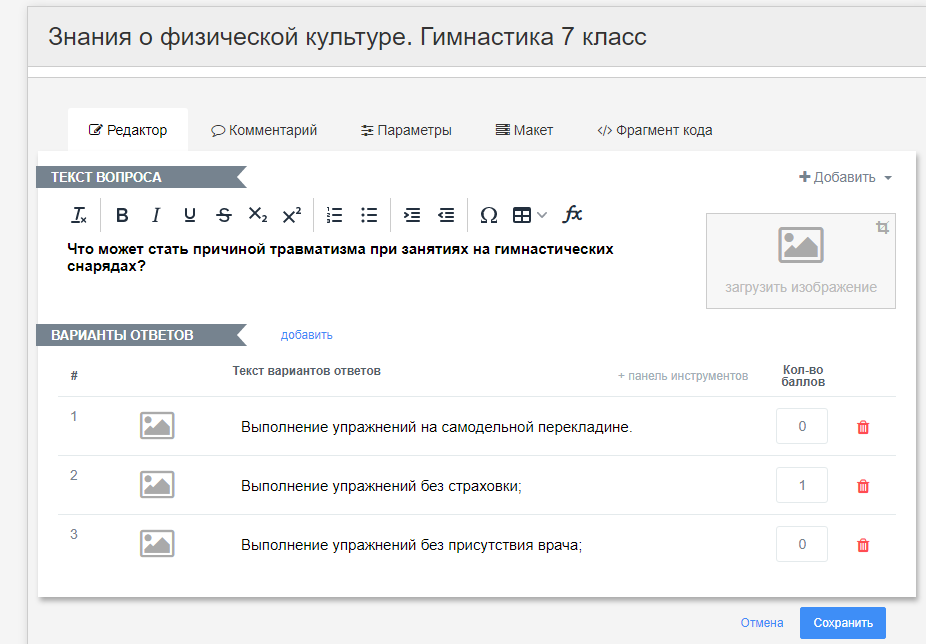 Знания о физической культуре. Гимнастика 7 класс
Редактор Комментарий Параметры Макет </> Фрагмент кода
ТЕКСТ ВОПРОСА
+ Добавить
Что может стать причиной травматизма при занятиях на гимнастических
снарядах?
загрузить изображение
ВАРИАНТЫ ОТВЕТОВ добавить
# Текст вариантов ответов + панель инструментов Кол-во
баллов
1 Выполнение упражнений на самодельной перекладине. 0
2 Выполнение упражнений без страховки; 1
3 Выполнение упражнений без присутствия врача; 0
Отмена Сохранить